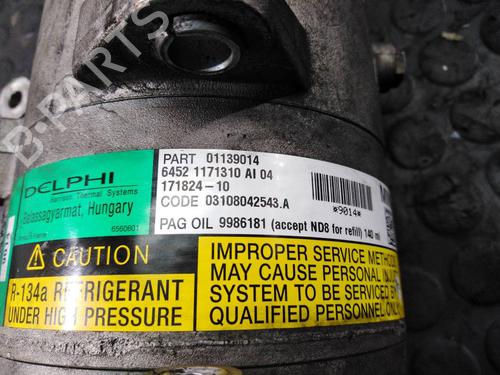 B-PARTS
DELPHI
Harrison Thermal Systems
Balassagyarmat, Hungary
6560601
PART 01139014
6452 1171310 AI 04
171824-10
CODE 03108042543.A
PAG OIL 9986181 (accept ND8 for refill) 140 ml
*9014*
CAUTION
R-134a REFRIGERANT
UNDER HIGH PRESSURE
IMPROPER SERVICE METHODS
MAY CAUSE PERSONAL
SYSTEM TO BE SERVICED BY
QUALIFIED PERSONNEL ONLY